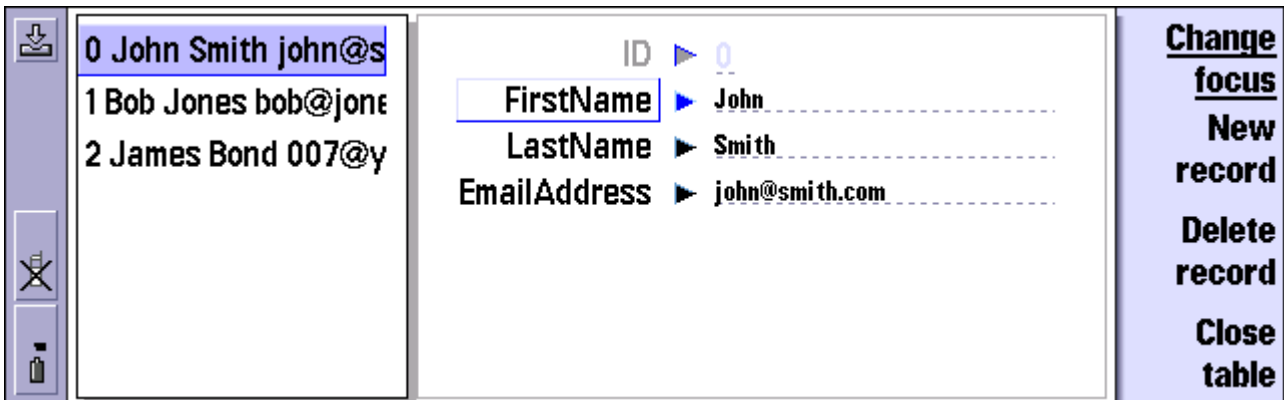 0 John Smith john@s
1 Bob Jones bob@jone
2 James Bond 007@y
ID 0
FirstName John
LastName Smith
EmailAddress john@smith.com
Change
focus
New
record
Delete
record
Close
table